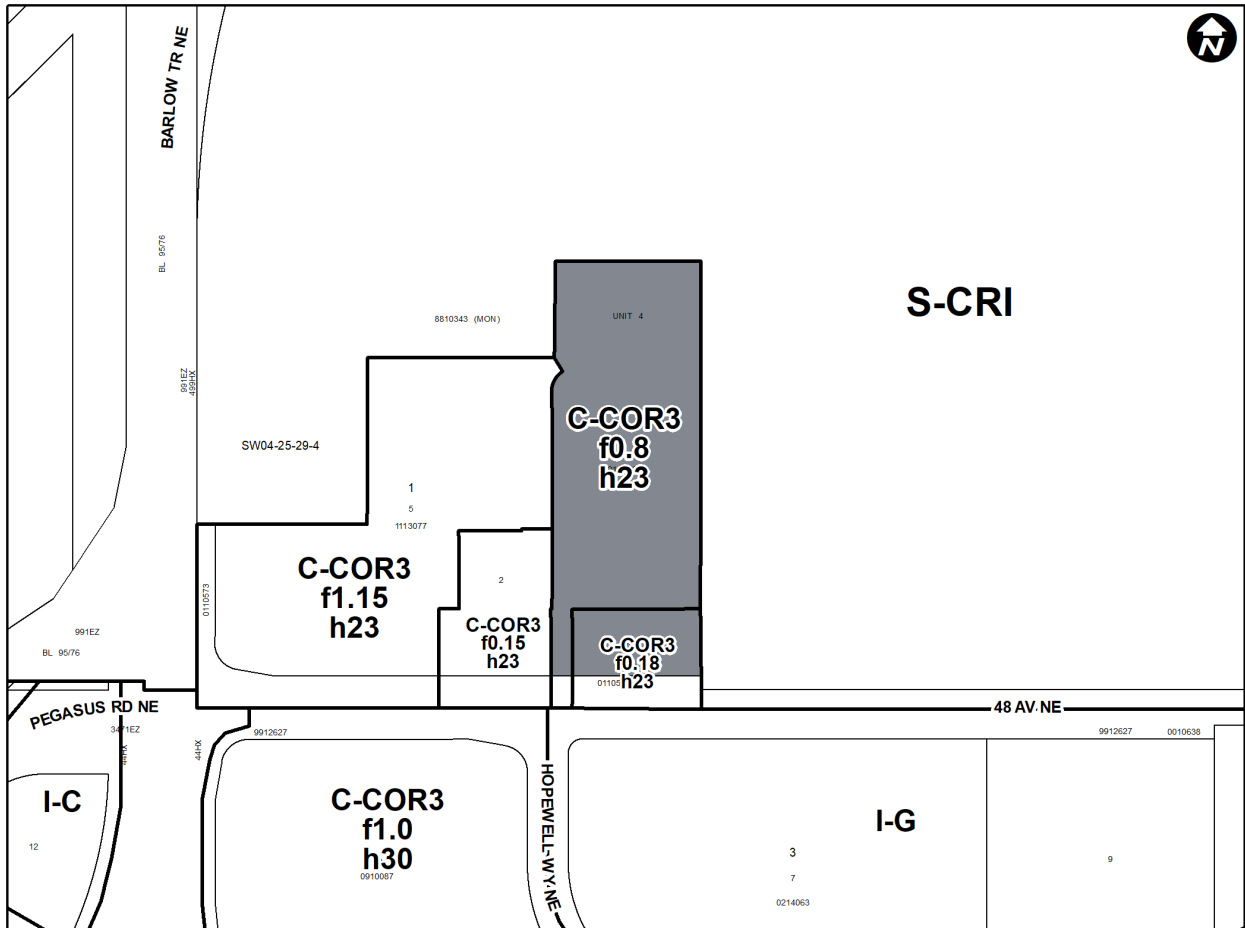 N
BARLOW TR NE
BL 95/76
S-CRI
UNIT 4
8810343 (MON)
991EZ
499HX
C-COR3
f0.8
h23
SW04-25-29-4
1
5
1113077
C-COR3
f1.15
h23
2
0110573
C-COR3
f0.15
h23
C-COR3
f0.18
h23
991EZ
BL 95/76
PEGASUS RD NE
3471EZ
44HX
44HX
48 AV NE
9912627
9912627
0010638
HOPEWELL WY NE
I-C
12
C-COR3
f1.0
h30
0910087
I-G
3
7
0214063
9